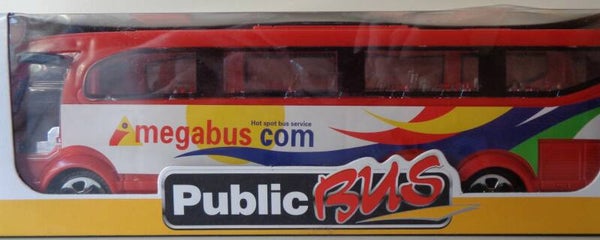 Hot spot bus service
megabus com
Public BUS